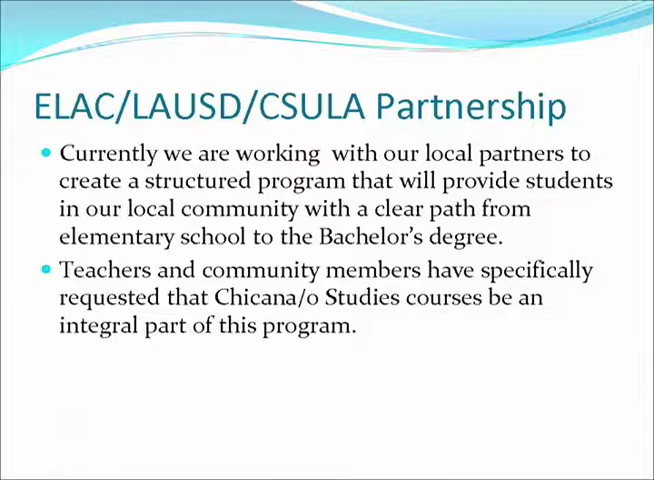 ELAC/LAUSD/CSULA Partnership
Currently we are working  with our local partners to
create a structured program that will provide students
in our local community with a clear path from
elementary school to the Bachelor’s degree.
Teachers and community members have specifically
requested that Chicana/o Studies courses be an
integral part of this program.